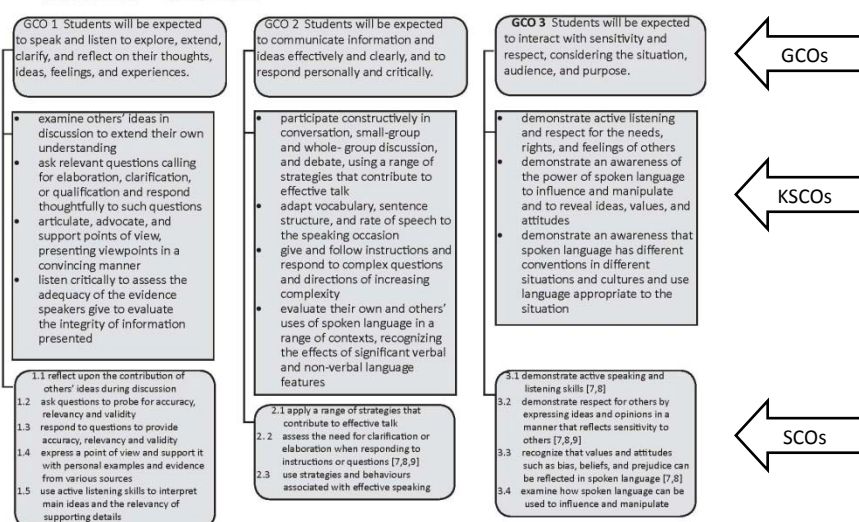 GCO 1 Students will be expected
to speak and listen to explore, extend,
clarify, and reflect on their thoughts,
ideas, feelings, and experiences.
• examine others' ideas in
discussion to extend their own
understanding
• ask relevant questions calling
for elaboration, clarification,
or qualification and respond
thoughtfully to such questions
• articulate, advocate, and
support points of view,
presenting viewpoints in a
convincing manner
• listen critically to assess the
adequacy of the evidence
speakers give to evaluate
the integrity of information
presented
1.1 reflect upon the contribution of
others' ideas during discussion
1.2 ask questions to probe for accuracy,
relevancy and validity
1.3 respond to questions to provide
accuracy, relevancy and validity
1.4 express a point of view and support it
with personal examples and evidence
from various sources
1.5 use active listening skills to interpret
main ideas and the relevancy of
supporting details
GCO 2 Students will be expected
to communicate information and
ideas effectively and clearly, and to
respond personally and critically.
• participate constructively in
conversation, small-group
and whole- group discussion,
and debate, using a range of
strategies that contribute to
effective talk
• adapt vocabulary, sentence
structure, and rate of speech to
the speaking occasion
• give and follow instructions and
respond to complex questions
and directions of increasing
complexity
• evaluate their own and others'
uses of spoken language in a
range of contexts, recognizing
the effects of significant verbal
and non-verbal language
features
2.1 apply a range of strategies that
contribute to effective talk
2. 2 assess the need for clarification or
elaboration when responding to
instructions or questions [7,8,9]
2.3 use strategies and behaviours
associated with effective speaking
GCO 3 Students will be expected
to interact with sensitivity and
respect, considering the situation,
audience, and purpose.
• demonstrate active listening
and respect for the needs,
rights, and feelings of others
• demonstrate an awareness of
the power of spoken language
to influence and manipulate
and to reveal ideas, values, and
attitudes
• demonstrate an awareness that
spoken language has different
conventions in different
situations and cultures and use
language appropriate to the
situation
3.1 demonstrate active speaking and
listening skills [7,8]
3.2 demonstrate respect for others by
expressing ideas and opinions in a
manner that reflects sensitivity to
others [7,8,9]
3.3 recognize that values and attitudes
such as bias, beliefs, and prejudice can
be reflected in spoken language [7,8]
3.4 examine how spoken language can be
used to influence and manipulate
GCOs
KSCOs
SCOs